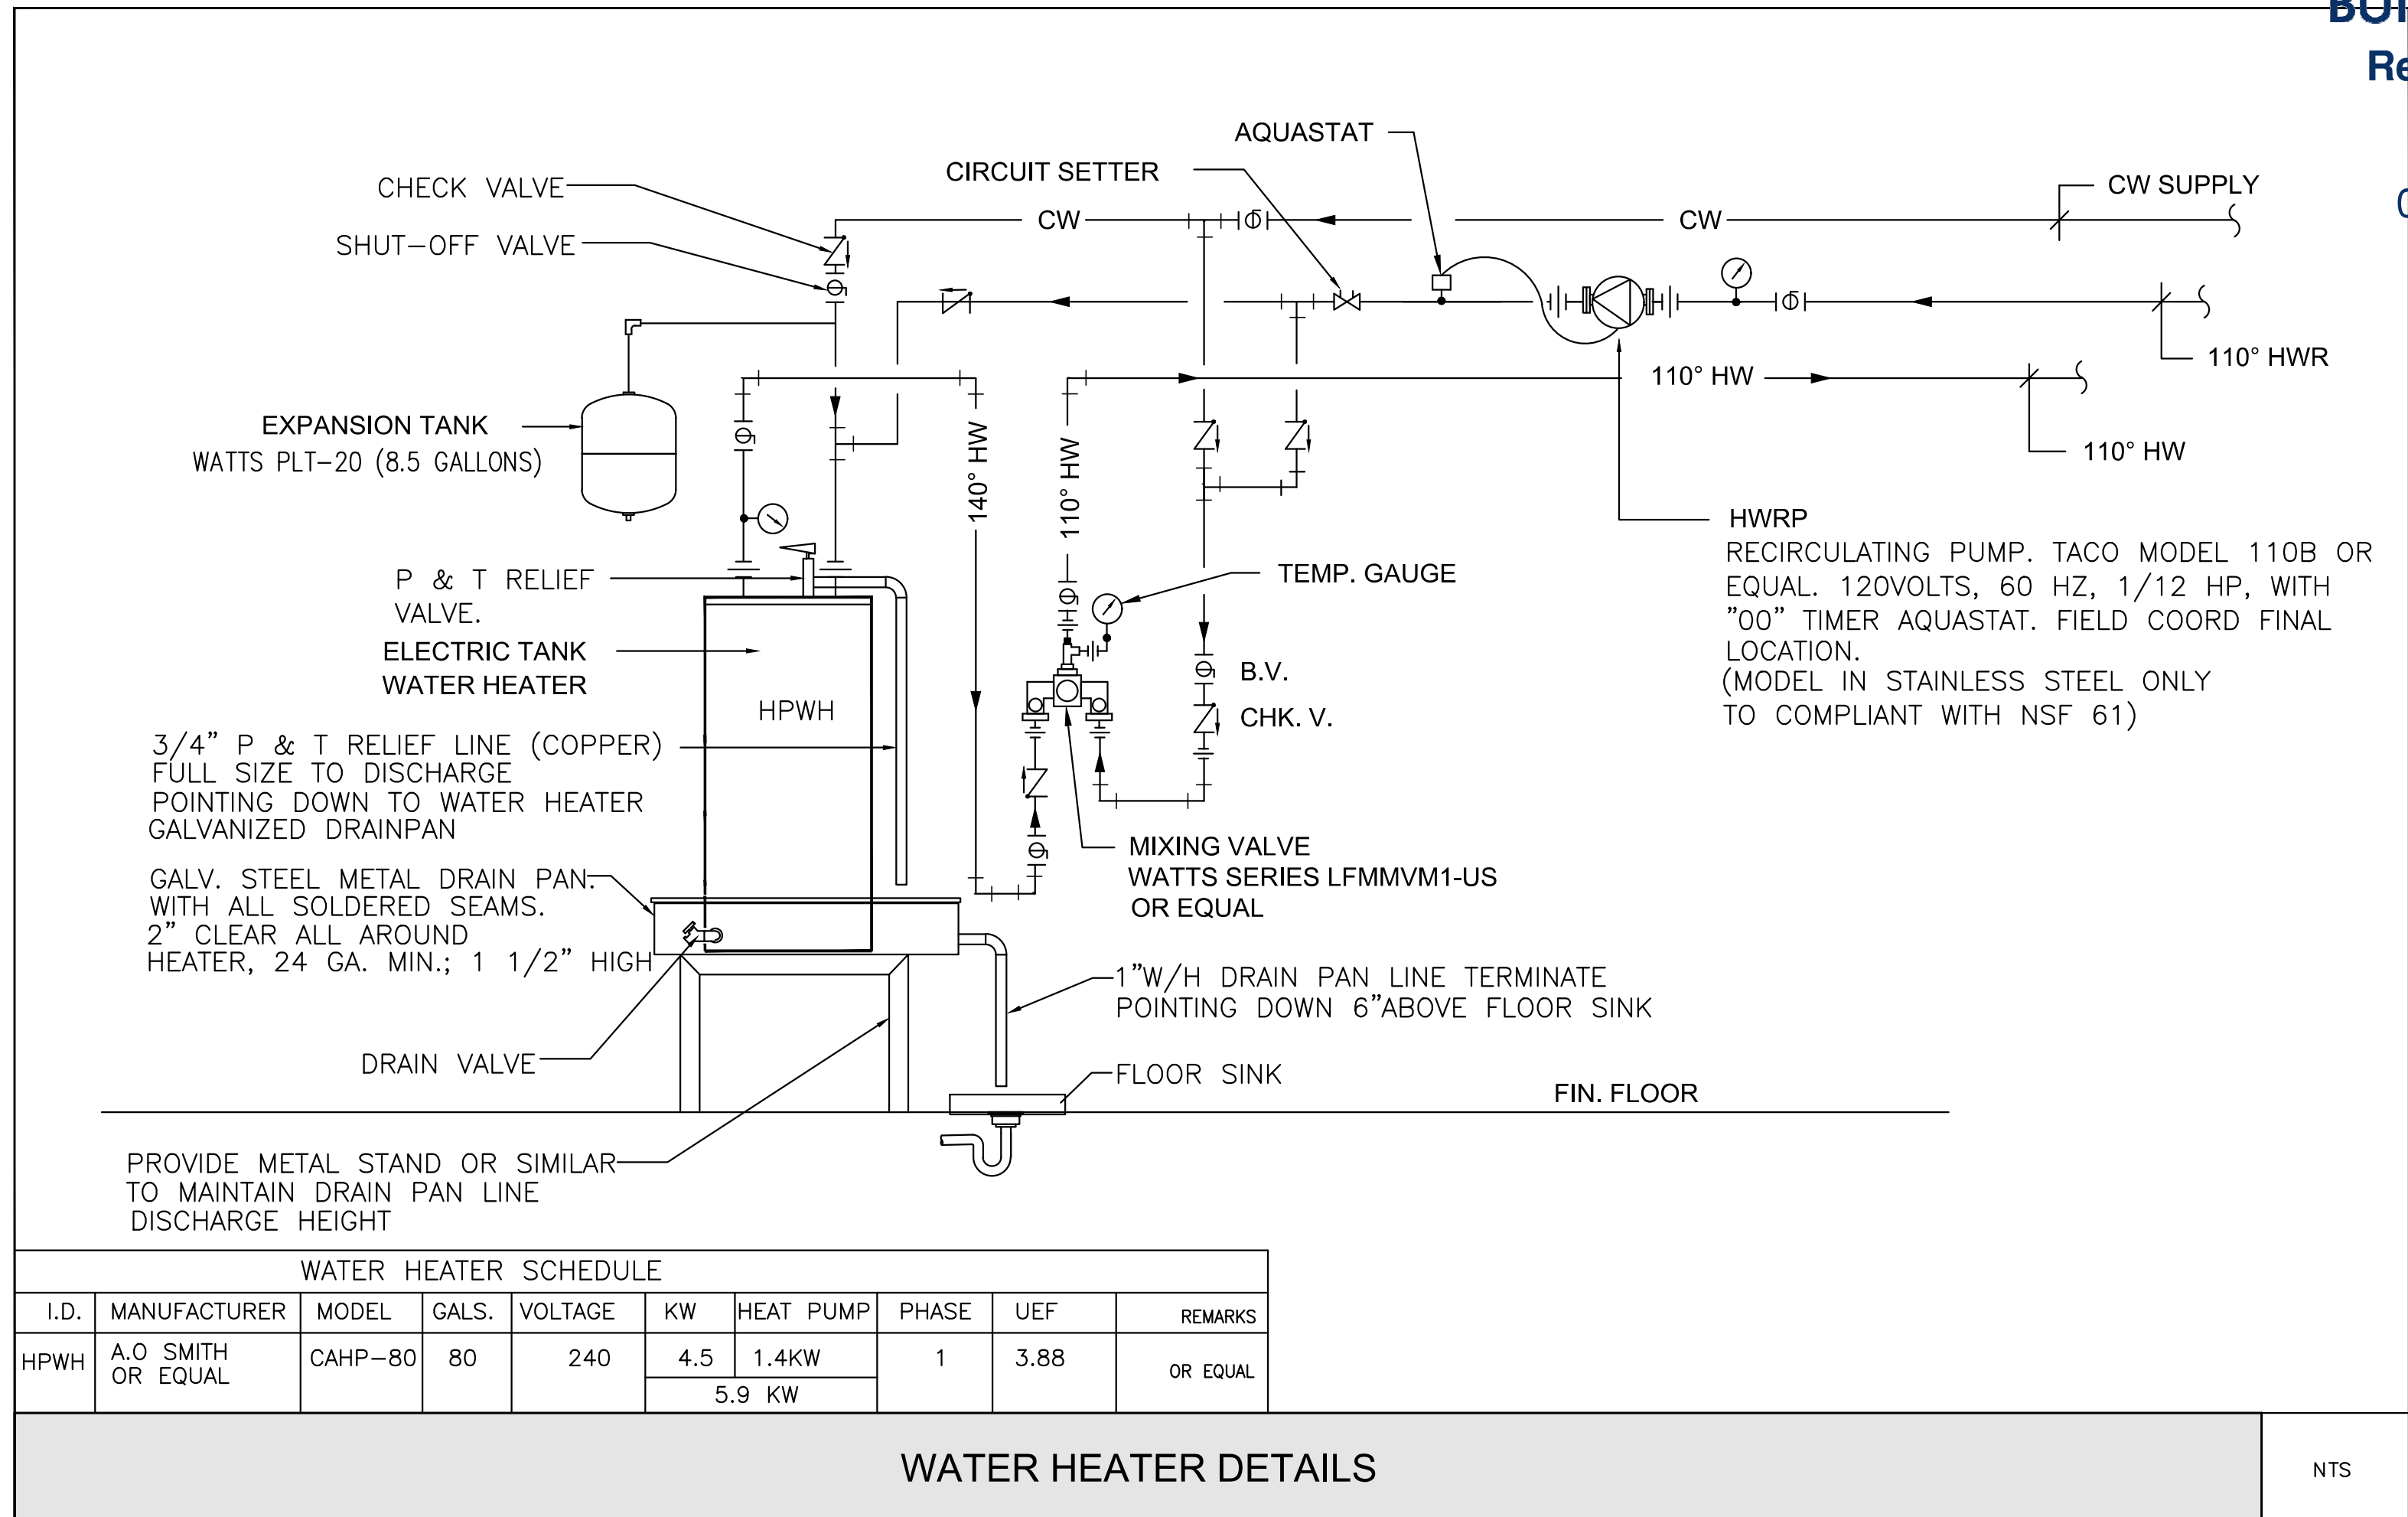 Re
AQUASTAT
CIRCUIT SETTER
CHECK VALVE
CW SUPPLY
CW
CW
SHUT-OFF VALVE
110° HWR
110° HW
110° HW
EXPANSION TANK
WATTS PLT-20 (8.5 GALLONS)
140° HW
110° HW
HWRP
RECIRCULATING PUMP. TACO MODEL 110B OR
EQUAL. 120VOLTS, 60 HZ, 1/12 HP, WITH
"00" TIMER AQUASTAT. FIELD COORD FINAL
LOCATION.
(MODEL IN STAINLESS STEEL ONLY
TO COMPLIANT WITH NSF 61)
P & T RELIEF
VALVE.
TEMP. GAUGE
ELECTRIC TANK
WATER HEATER
HPWH
B.V.
CHK. V.
3/4" P & T RELIEF LINE (COPPER)
FULL SIZE TO DISCHARGE
POINTING DOWN TO WATER HEATER
GALVANIZED DRAINPAN
MIXING VALVE
WATTS SERIES LFMMVM1-US
OR EQUAL
GALV. STEEL METAL DRAIN PAN.
WITH ALL SOLDERED SEAMS.
2" CLEAR ALL AROUND
HEATER, 24 GA. MIN.; 1 1/2" HIGH
1"W/H DRAIN PAN LINE TERMINATE
POINTING DOWN 6"ABOVE FLOOR SINK
DRAIN VALVE
FLOOR SINK
FIN. FLOOR
PROVIDE METAL STAND OR SIMILAR
TO MAINTAIN DRAIN PAN LINE
DISCHARGE HEIGHT
WATER HEATER SCHEDULE
I.D. MANUFACTURER MODEL GALS. VOLTAGE KW HEAT PUMP PHASE UEF REMARKS
HPWH A.O SMITH OR EQUAL CAHP-80 80 240 4.5 1.4KW 1 3.88 OR EQUAL
5.9 KW
WATER HEATER DETAILS
NTS